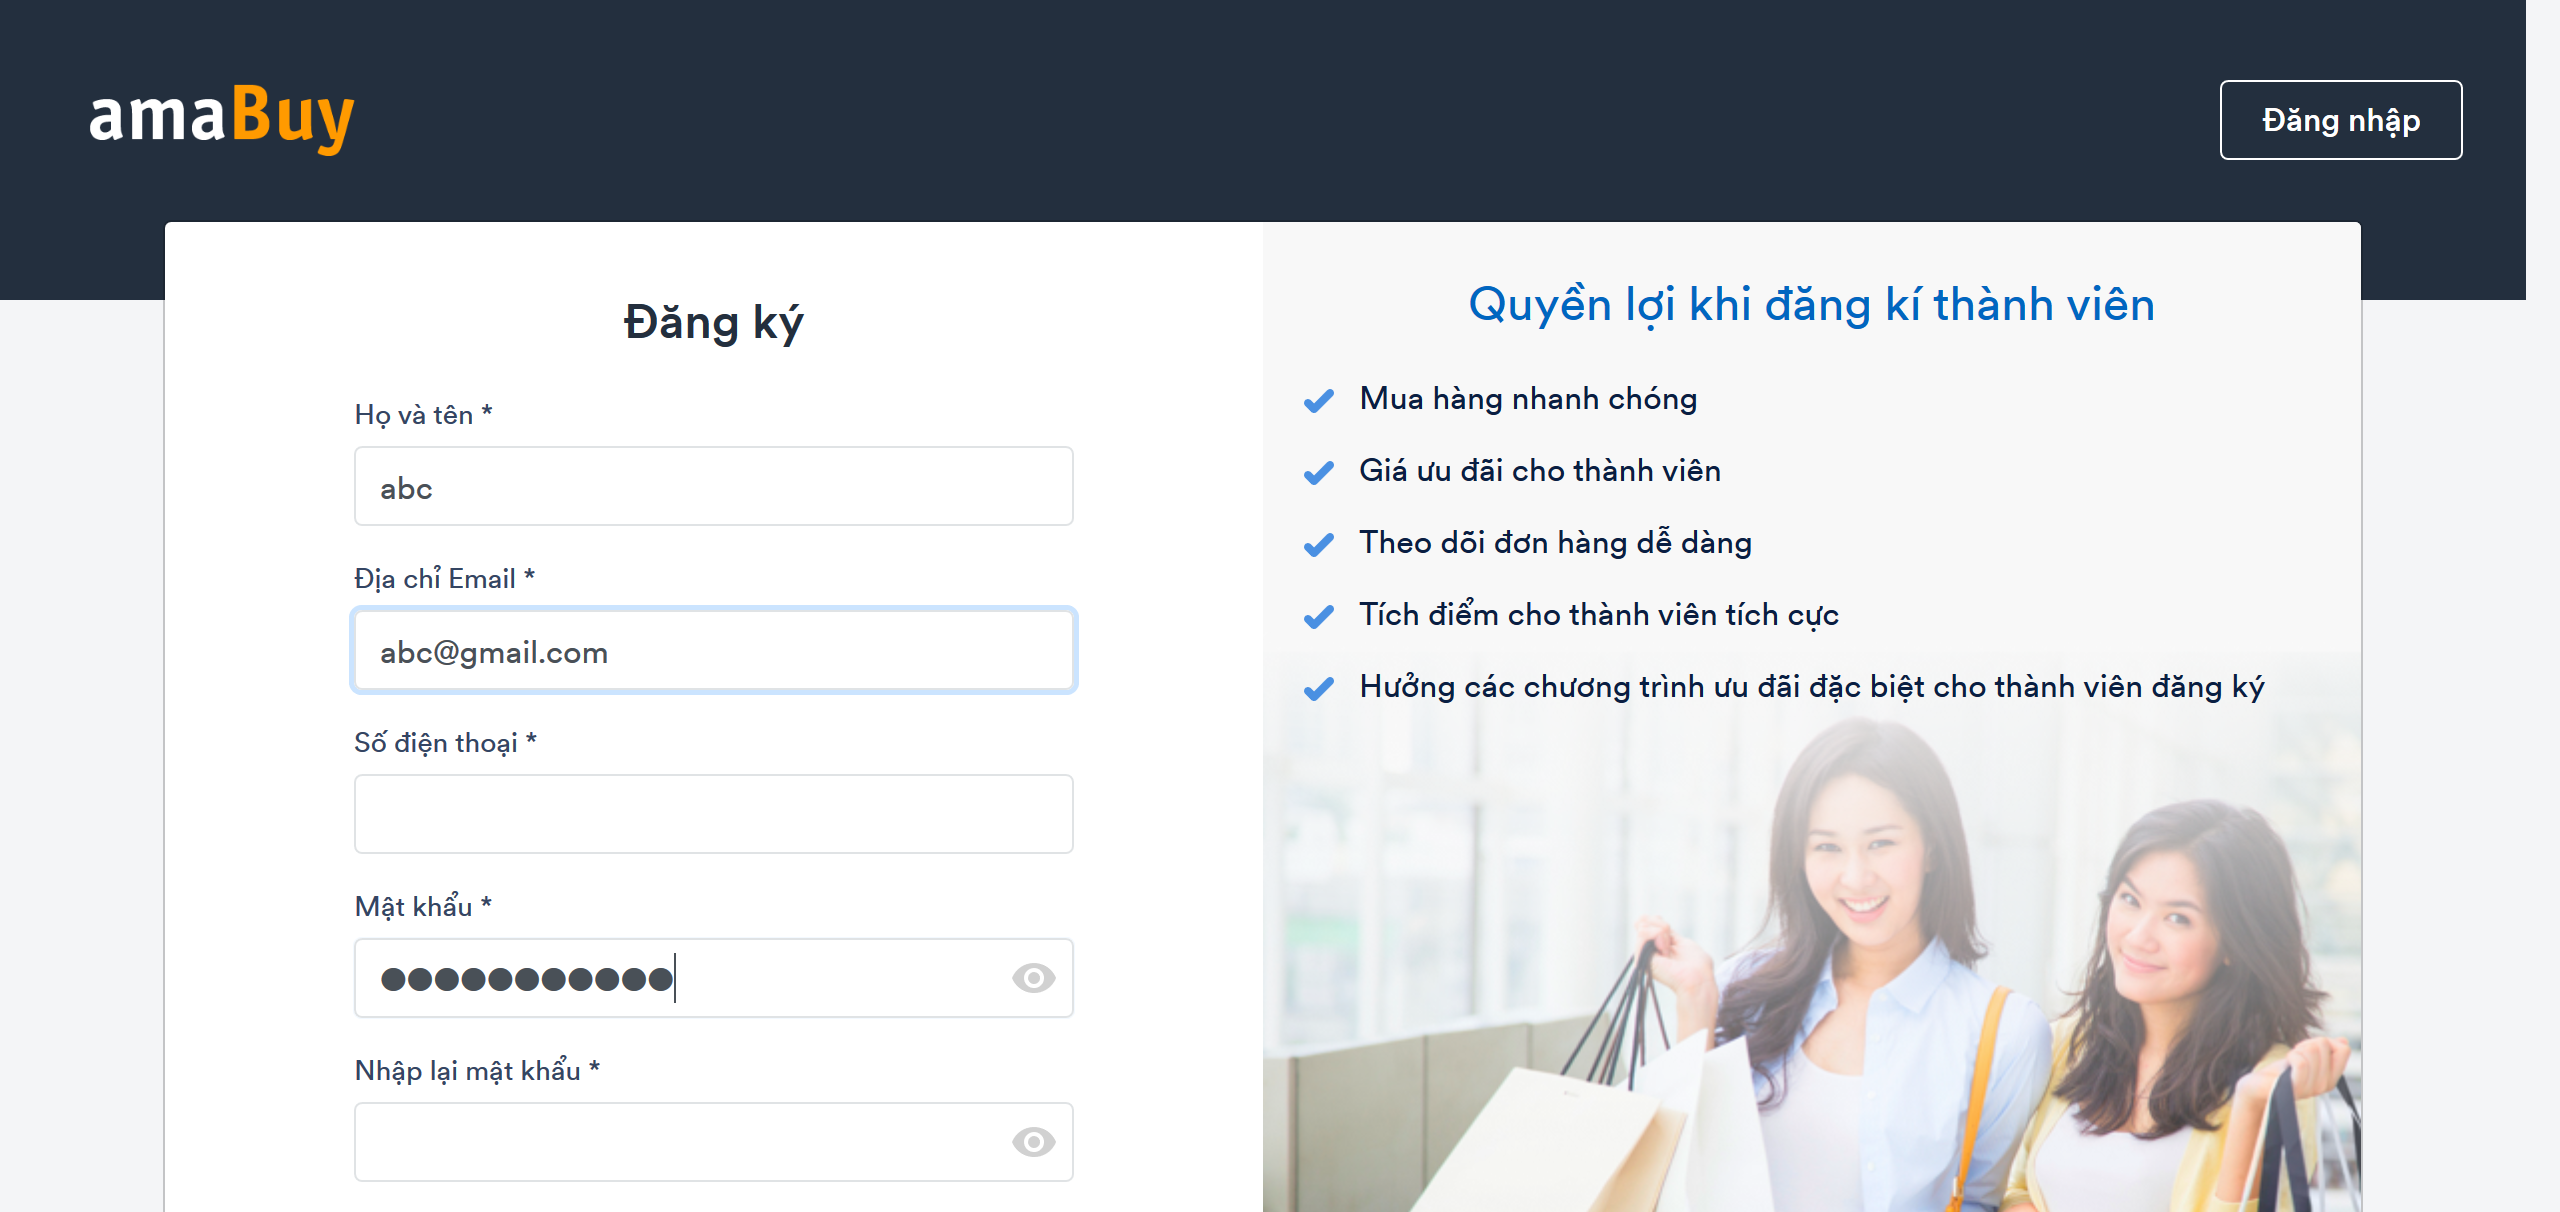 amaBuy
Đăng nhập
Đăng ký
Họ và tên *
abc
Địa chỉ Email *
abc@gmail.com
Số điện thoại *
Mật khẩu *
Nhập lại mật khẩu *
Quyền lợi khi đăng kí thành viên
Mua hàng nhanh chóng
Giá ưu đãi cho thành viên
Theo dõi đơn hàng dễ dàng
Tích điểm cho thành viên tích cực
Hưởng các chương trình ưu đãi đặc biệt cho thành viên đăng ký